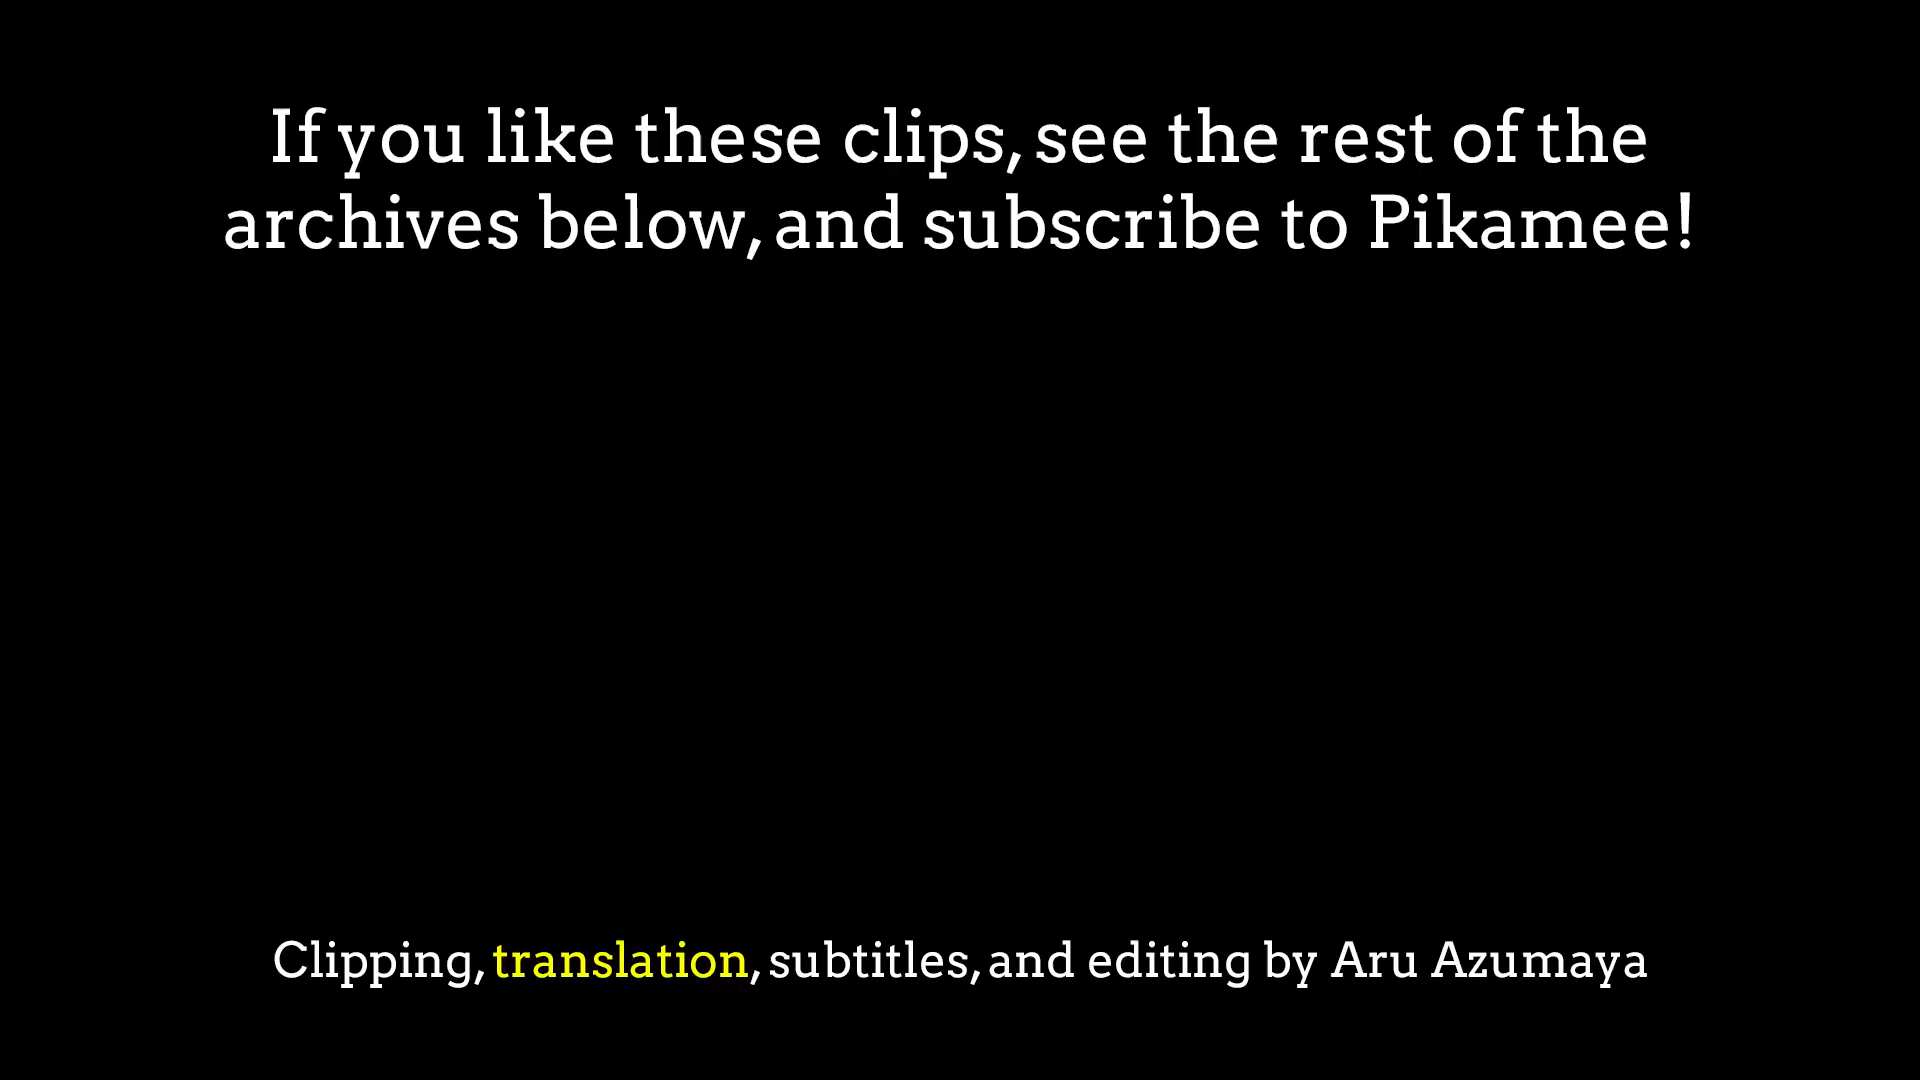 If you like these clips, see the rest of the
archives below, and subscribe to Pikamee!
Clipping, translation, subtitles, and editing by Aru Azumaya